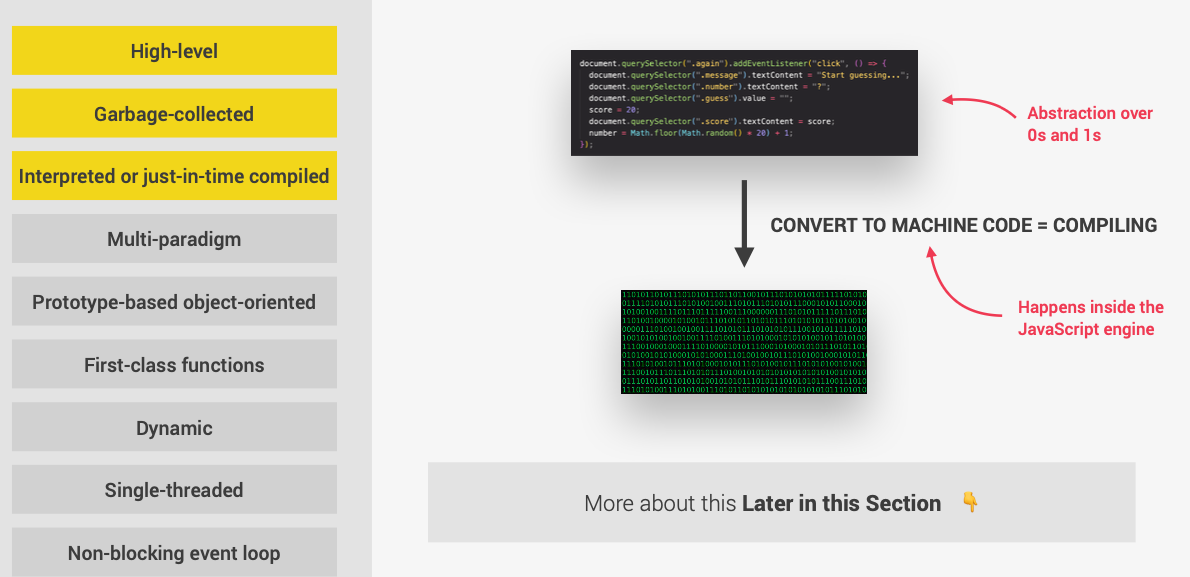 High-level
Garbage-collected
Interpreted or just-in-time compiled
Multi-paradigm
Prototype-based object-oriented
First-class functions
Dynamic
Single-threaded
Non-blocking event loop
document.querySelector(".again").addEventListener("click", () => {
document.querySelector(".message").textContent = "Start guessing...";
document.querySelector(".number").textContent = "?";
document.querySelector(".guess").value = "";
score = 20;
document.querySelector(".score").textContent = score;
number = Math.floor(Math.random() * 20) + 1;
});
Abstraction over
0s and 1s
CONVERT TO MACHINE CODE = COMPILING
Happens inside the
JavaScript engine
More about this Later in this Section 👇